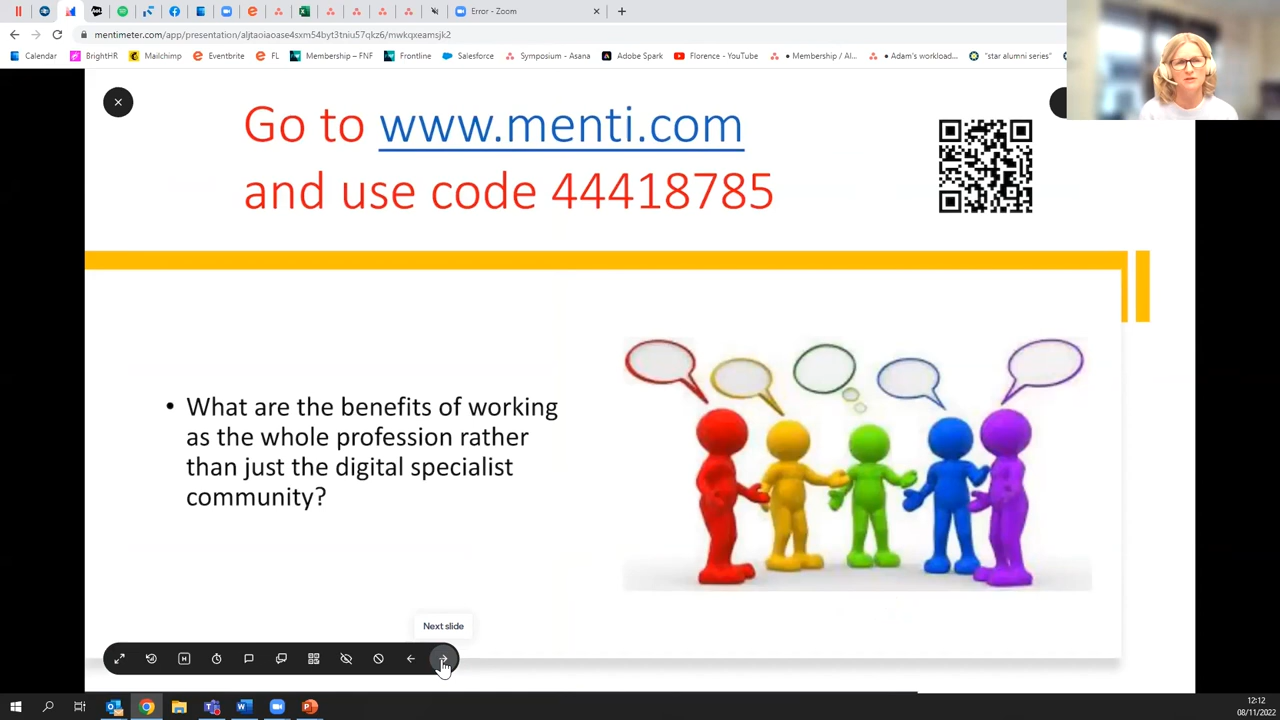 Error - Zoom
mentimeter.com/app/presentation/aljtaoiaoase4sxm54byt3tniu57qkz6/mwkqxeamsjk2
Calendar BrightHR Mailchimp Eventbrite FL Membership – FNF Frontline Salesforce Symposium - Asana Adobe Spark Florence - YouTube Membership / Al... Adam's workload... "star alumni series"
Go to www.menti.com
and use code 44418785
• What are the benefits of working
as the whole profession rather
than just the digital specialist
community?
Next slide
12:12
08/11/2022